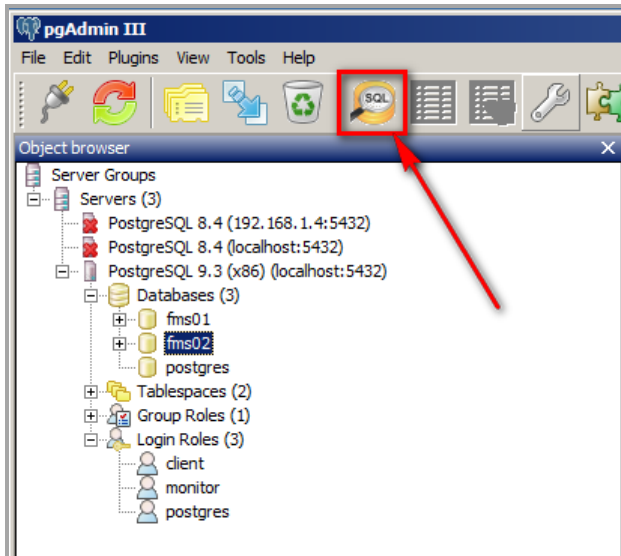 pgAdmin III
File Edit Plugins View Tools Help
SQL
Object browser
Server Groups
Servers (3)
PostgreSQL 8.4 (192.168.1.4:5432)
PostgreSQL 8.4 (localhost:5432)
PostgreSQL 9.3 (x86) (localhost:5432)
Databases (3)
fms01
fms02
postgres
Tablespaces (2)
Group Roles (1)
Login Roles (3)
client
monitor
postgres